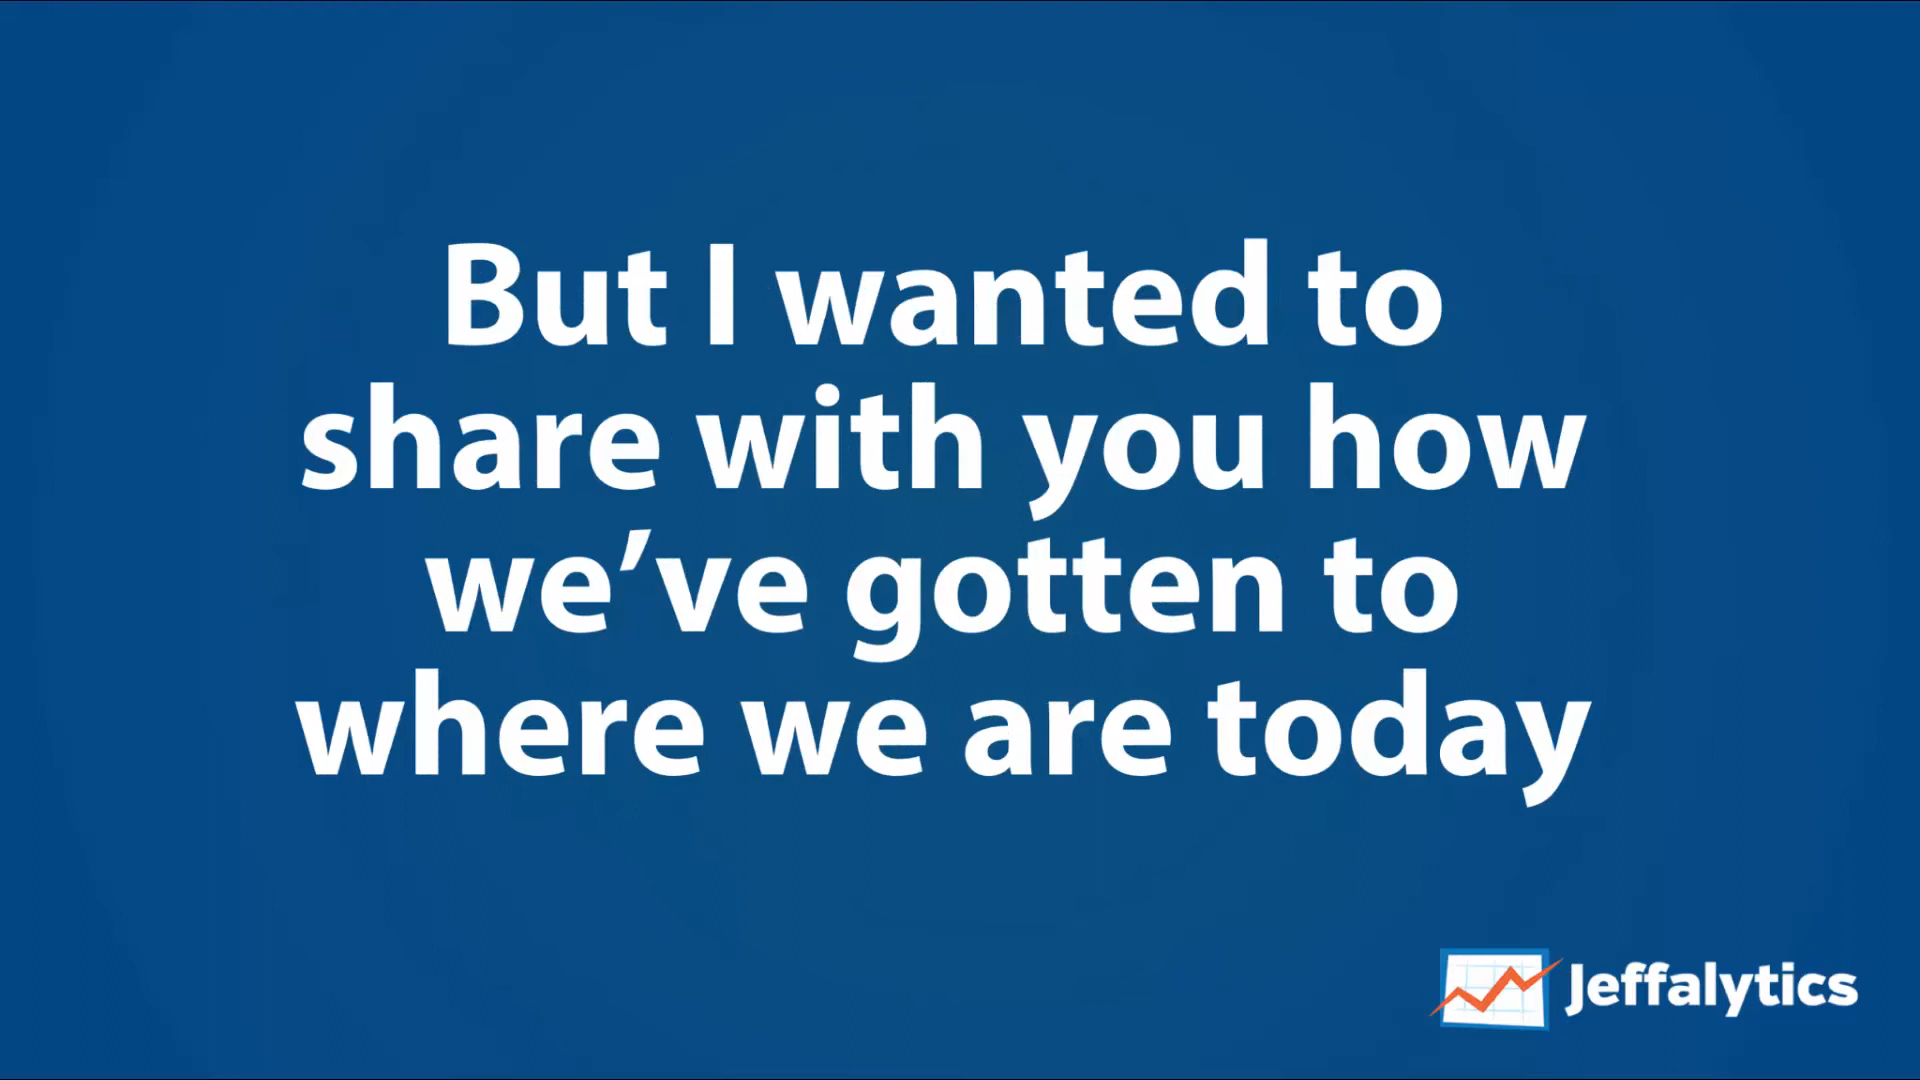 But I wanted to
share with you how
we’ve gotten to
where we are today
Jeffalytics